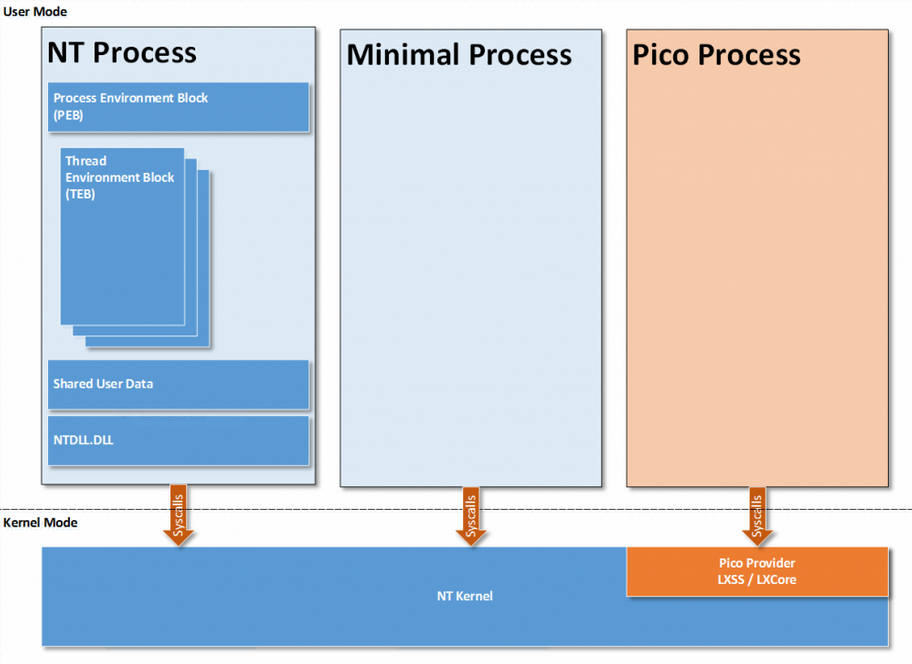 User Mode
NT Process
Process Environment Block
(PEB)
Thread
Environment Block
(TEB)
Shared User Data
NTDLL.DLL
Minimal Process
Pico Process
Syscalls
Syscalls
Syscalls
Kernel Mode
NT Kernel
Pico Provider
LXSS / LXCore